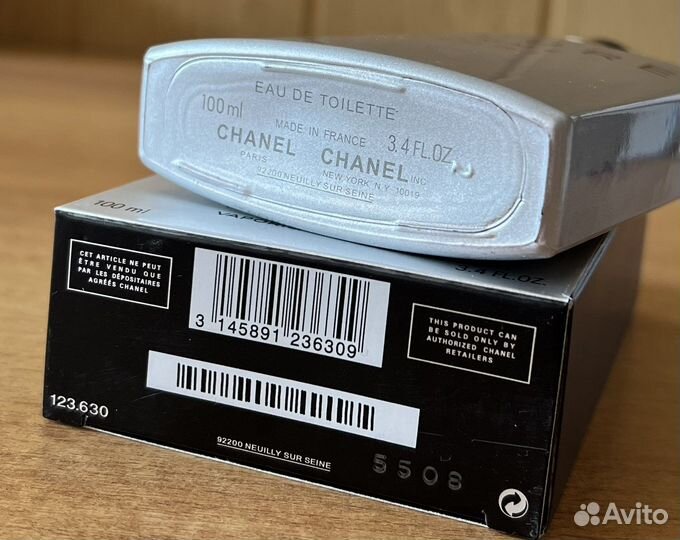 EAU DE TOILETTE
100 ml
MADE IN FRANCE
3,4 FL.OZ.
CHANEL CHANEL INC
PARIS NEW YORK N.Y. 10019
92200 NEUILLY SUR SEINE
100 ml
3.4 FL.OZ.
CET ARTICLE NE PEUT
ÊTRE VENDU QUE
PAR LES DÉPOSITAIRES
AGRÉÉS CHANEL
3 145891 236309
THIS PRODUCT CAN
BE SOLD ONLY BY
AUTHORIZED CHANEL
RETAILERS
123.630
92200 NEUILLY SUR SEINE
5508
Avito